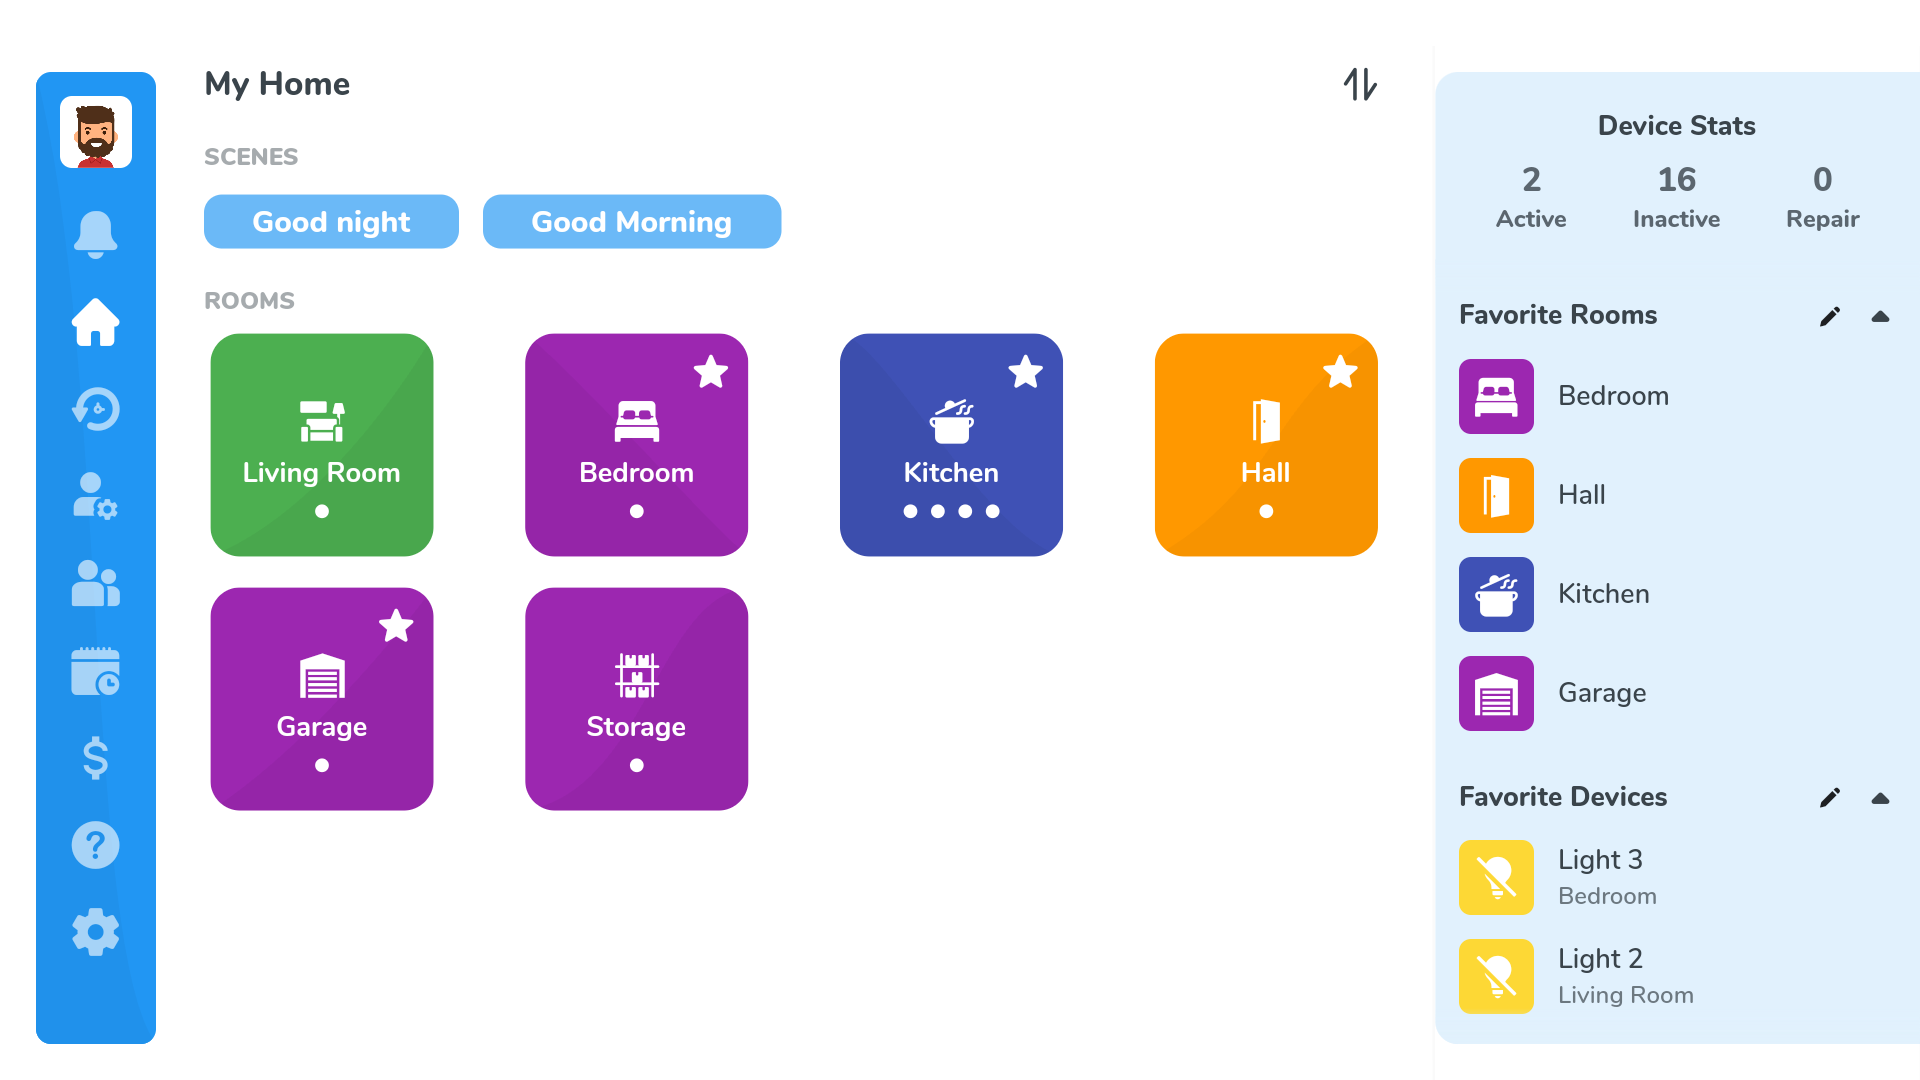 My Home
SCENES
Good night
Good Morning
ROOMS
Living Room
Bedroom
Kitchen
Hall
Garage
Storage
Device Stats
2
16
0
Active
Inactive
Repair
Favorite Rooms
Bedroom
Hall
Kitchen
Garage
Favorite Devices
Light 3
Bedroom
Light 2
Living Room